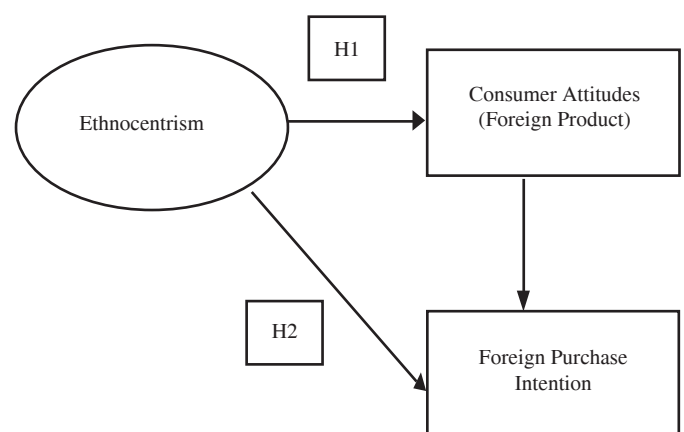 H1
Ethnocentrism
Consumer Attitudes
(Foreign Product)
H2
Foreign Purchase
Intention